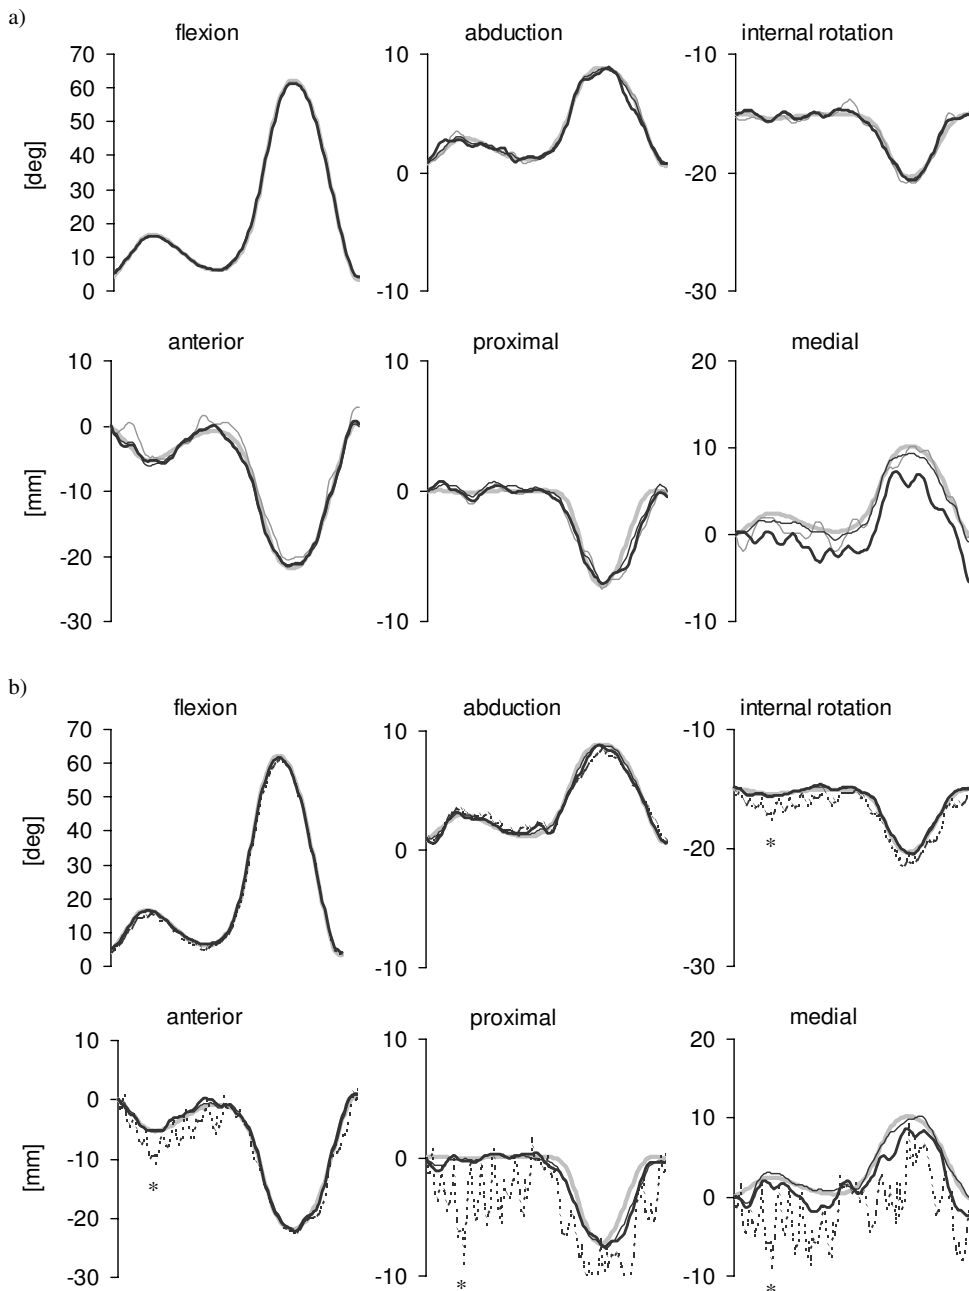 a)
flexion abduction internal rotation
70 10 -10
60
50
40 0 -20
30
20
10
0 -10 -30
[deg]
anterior proximal medial
10 10 20
0 10
-10 0 0
-20
-30 -10 -10
[mm]
b)
flexion abduction internal rotation
70 10 -10
60
50
40 0 -20
30
20
10
0 -10 -30
[deg]
*
anterior proximal medial
10 10 20
0 10
-10 0 0
-20
-30 -10 -10
[mm]
* * *